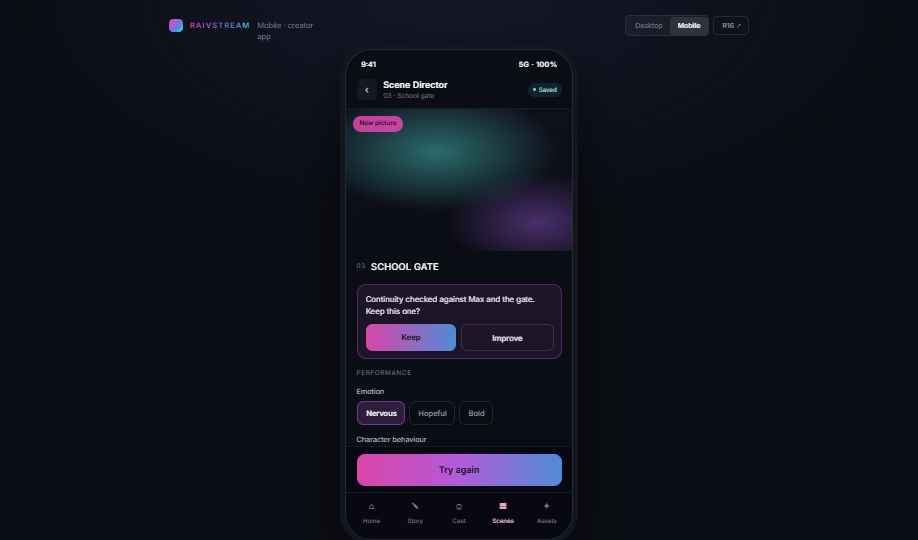 RAIVSTREAM
Mobile · creator
app
Desktop
Mobile
R16 ↗
9:41
5G · 100%
‹
Scene Director
03 · School gate
• Saved
New picture
03 SCHOOL GATE
Continuity checked against Max and the gate.
Keep this one?
Keep
Improve
PERFORMANCE
Emotion
Nervous
Hopeful
Bold
Character behaviour
Try again
Home
Story
Cast
Scenes
Assets